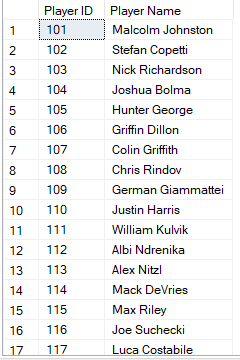 Player ID Player Name
1 101 Malcolm Johnston
2 102 Stefan Copetti
3 103 Nick Richardson
4 104 Joshua Bolma
5 105 Hunter George
6 106 Griffin Dillon
7 107 Colin Griffith
8 108 Chris Rindov
9 109 German Giammattei
10 110 Justin Harris
11 111 William Kulvik
12 112 Albi Ndrenika
13 113 Alex Nitzl
14 114 Mack DeVries
15 115 Max Riley
16 116 Joe Suchecki
17 117 Luca Costabile